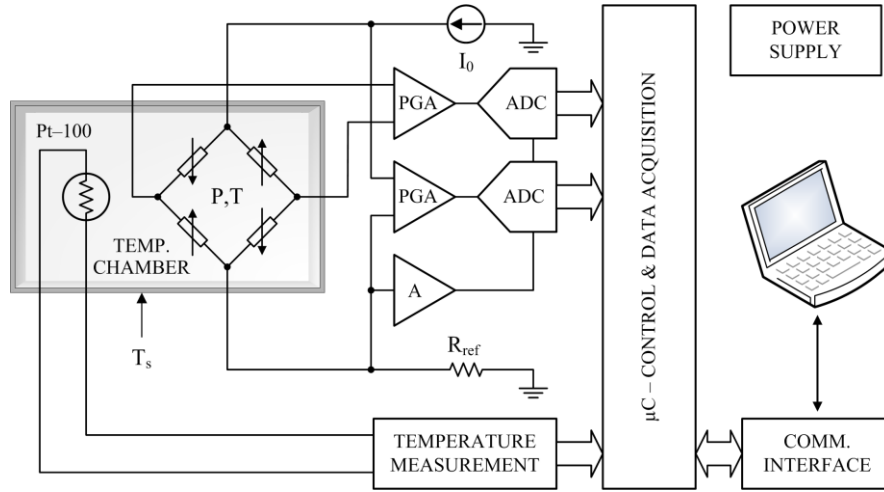 I₀
POWER
SUPPLY
Pt–100
PGA
ADC
P,T
PGA
ADC
TEMP.
CHAMBER
A
Tₛ
R_ref
µC – CONTROL & DATA ACQUISITION
TEMPERATURE
MEASUREMENT
COMM.
INTERFACE